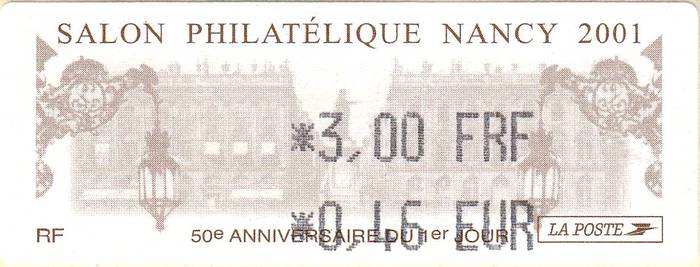 SALON PHILATÉLIQUE NANCY 2001
*3,00 FRF
*0,46 EUR
RF
50e ANNIVERSAIRE DU 1er JOUR
LA POSTE